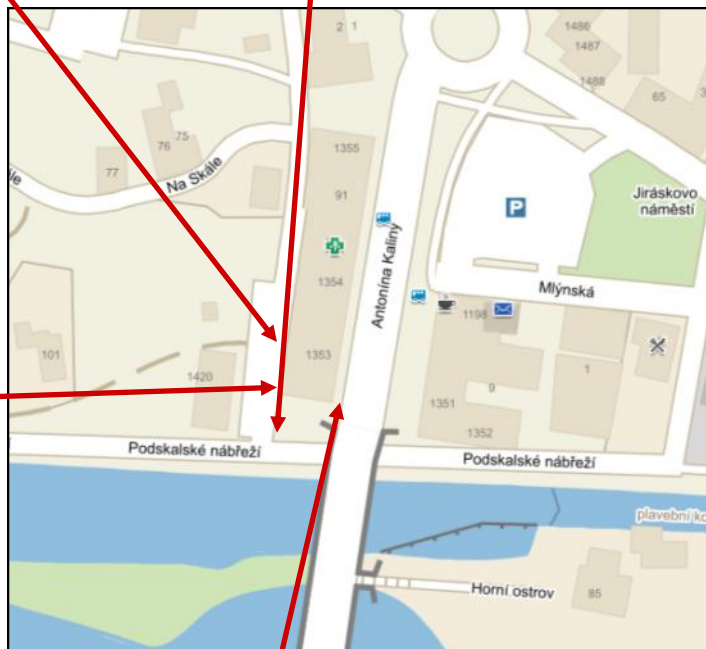 2 1
1486
1487
1488
65
75
76
1355
77
Na Skále
91
Jiráskovo
náměstí
P
1354
Antonína Kaliny
Mlýnská
1198
101
1353
1420
9
1
1351
1352
Podskalské nábřeží
Podskalské nábřeží
plavební ko
Horní ostrov
85